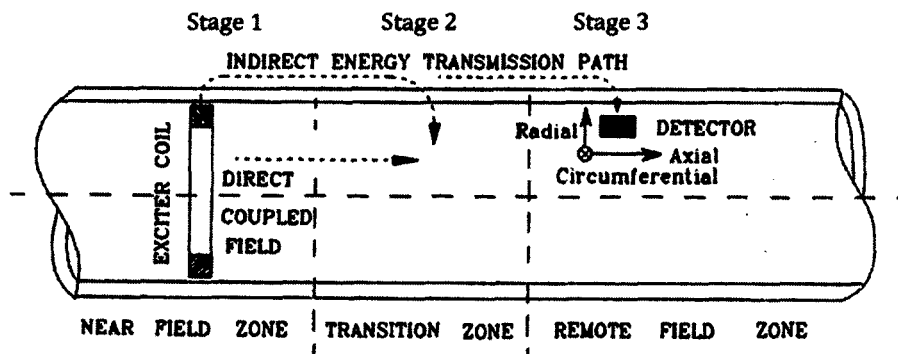 Stage 1 Stage 2 Stage 3
INDIRECT ENERGY TRANSMISSION PATH
EXCITER COIL
Radial
DETECTOR
Axial
Circumferential
DIRECT
COUPLED
FIELD
NEAR FIELD ZONE TRANSITION ZONE REMOTE FIELD ZONE